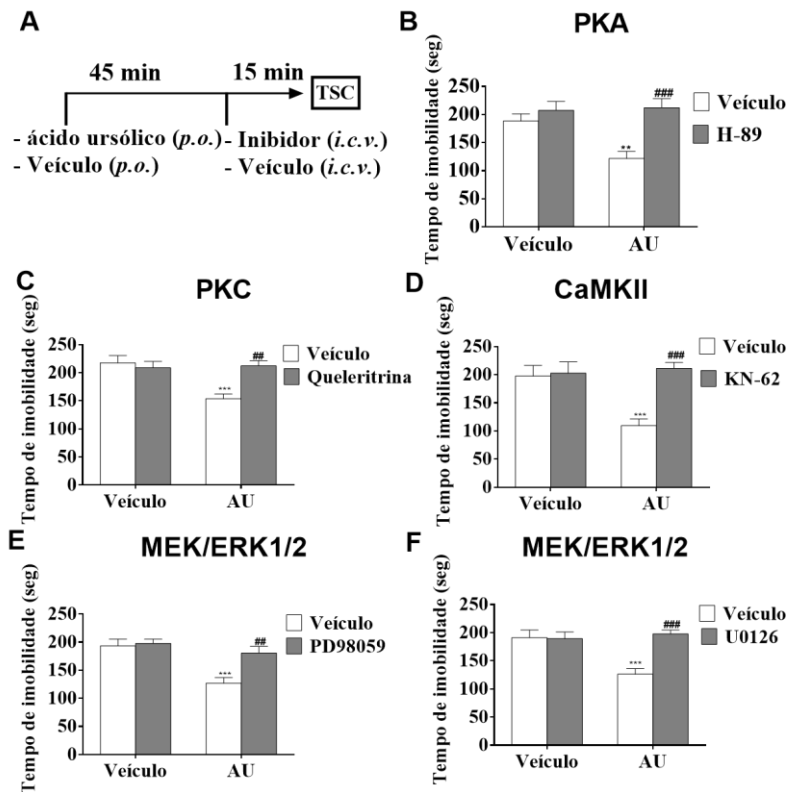 A
45 min 15 min
TSC
- ácido ursólico (p.o.) - Inibidor (i.c.v.)
- Veículo (p.o.) - Veículo (i.c.v.)
B
PKA
Tempo de imobilidade (seg)
250
200
150
100
50
0
**
###
Veículo
H-89
Veículo AU
C
PKC
Tempo de imobilidade (seg)
250
200
150
100
50
0
***
##
Veículo
Queleritrina
Veículo AU
D
CaMKII
Tempo de imobilidade (seg)
250
200
150
100
50
0
***
###
Veículo
KN-62
Veículo AU
E
MEK/ERK1/2
Tempo de imobilidade (seg)
250
200
150
100
50
0
***
##
Veículo
PD98059
Veículo AU
F
MEK/ERK1/2
Tempo de imobilidade (seg)
250
200
150
100
50
0
***
###
Veículo
U0126
Veículo AU